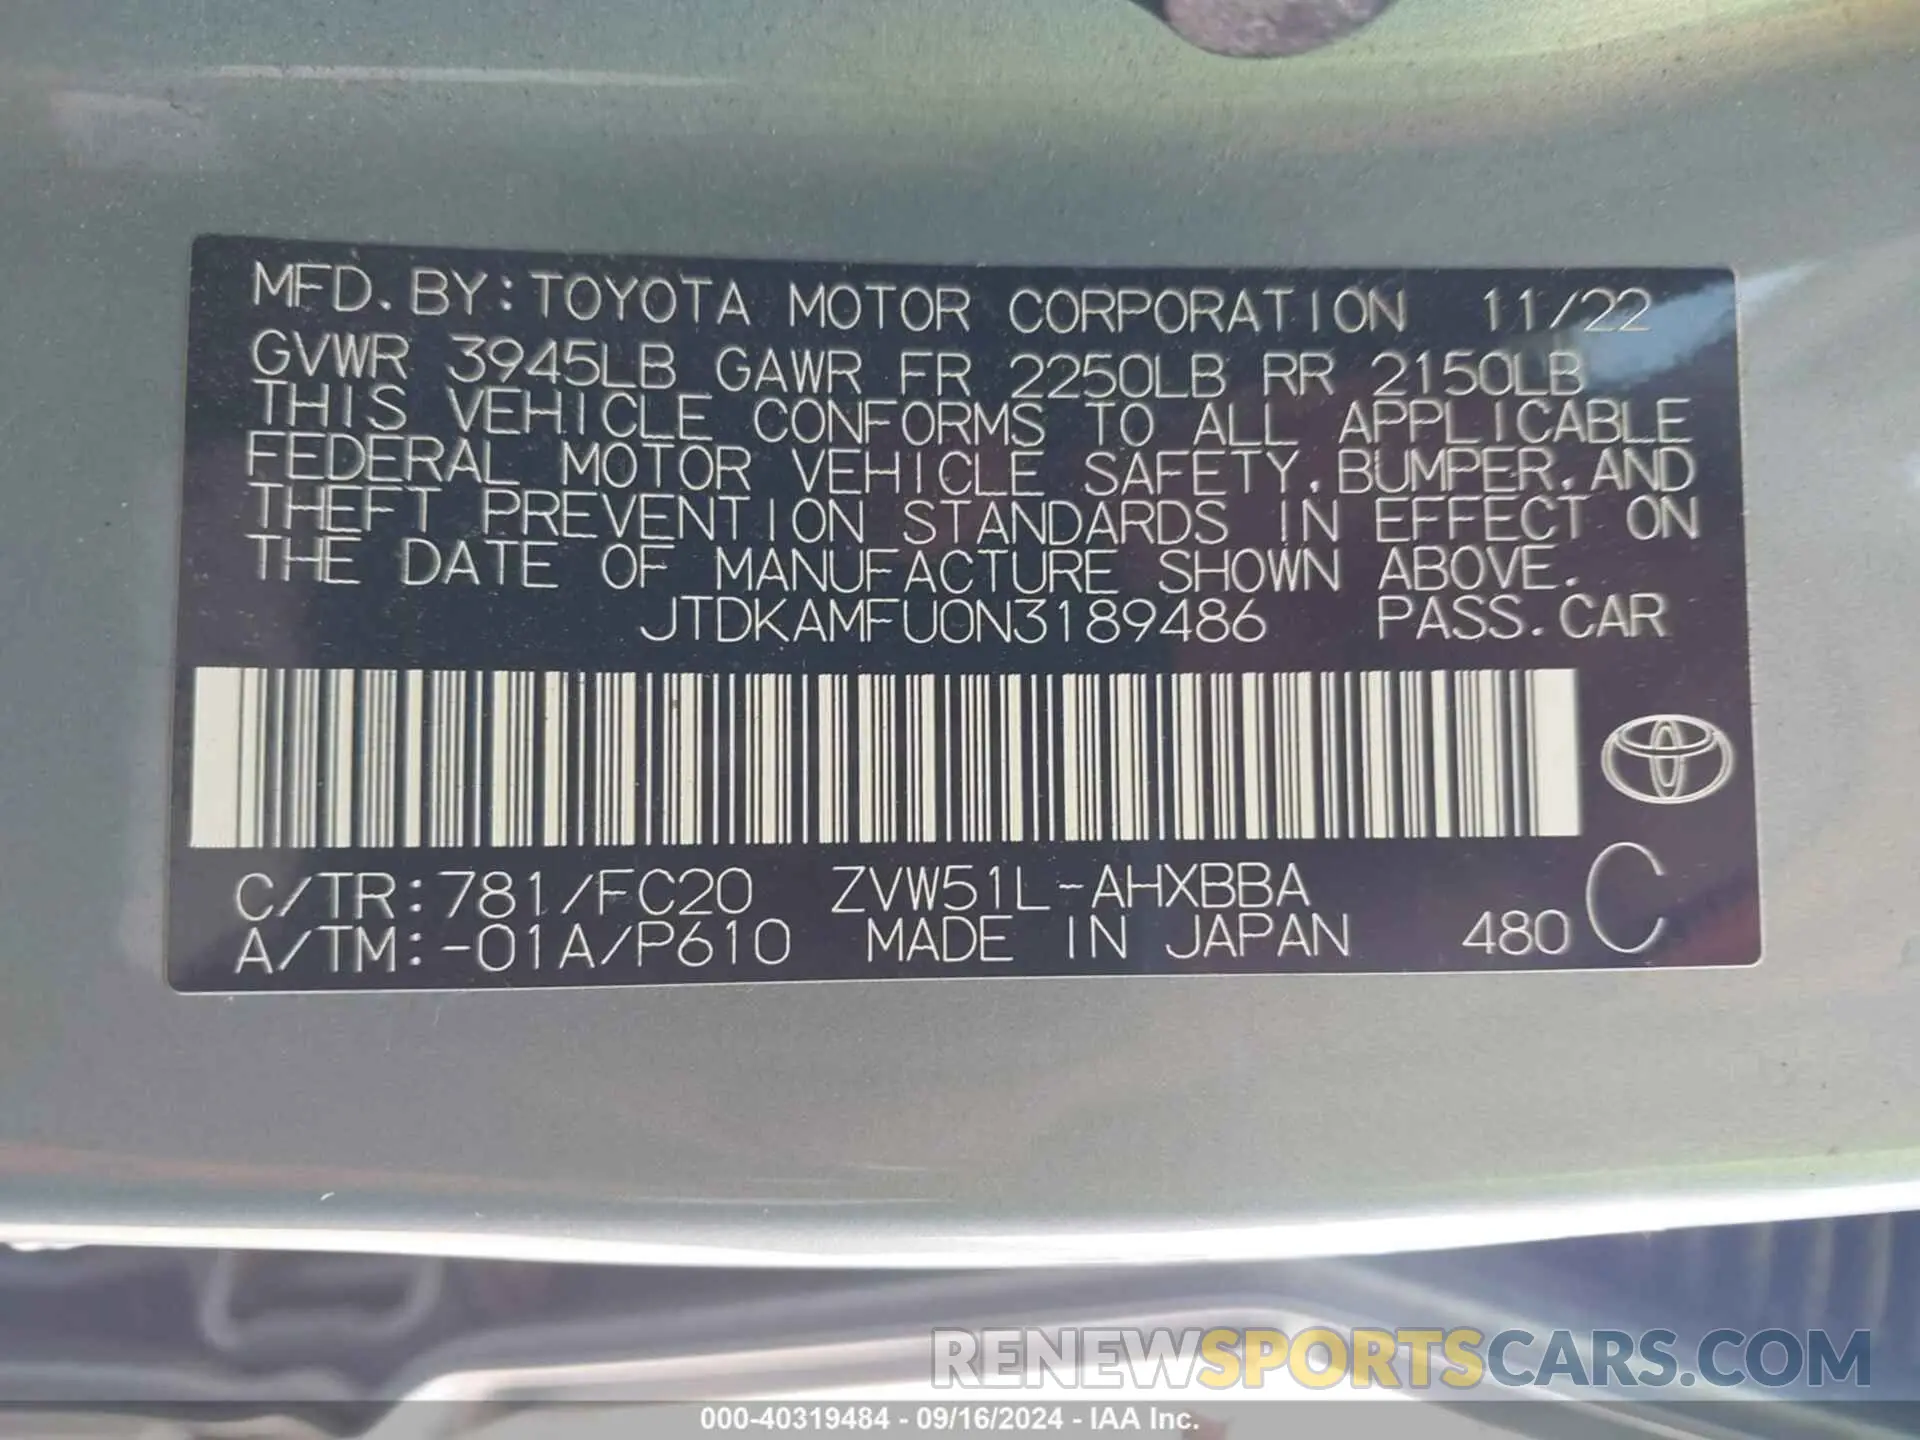 MFD. BY: TOYOTA MOTOR CORPORATION 11/22
GVWR 3945LB GAWR FR 2250LB RR 2150LB
THIS VEHICLE CONFORMS TO ALL APPLICABLE
FEDERAL MOTOR VEHICLE SAFETY, BUMPER, AND
THEFT PREVENTION STANDARDS IN EFFECT ON
THE DATE OF MANUFACTURE SHOWN ABOVE.
JTDKAMFU0N3189486 PASS. CAR
C/TR: 781/FC20 ZVW51L-AHXBBA
A/TM: -01A/P610 MADE IN JAPAN 480 C
RENEWSPORTSCARS.COM
000-40319484 - 09/16/2024 - IAA Inc.